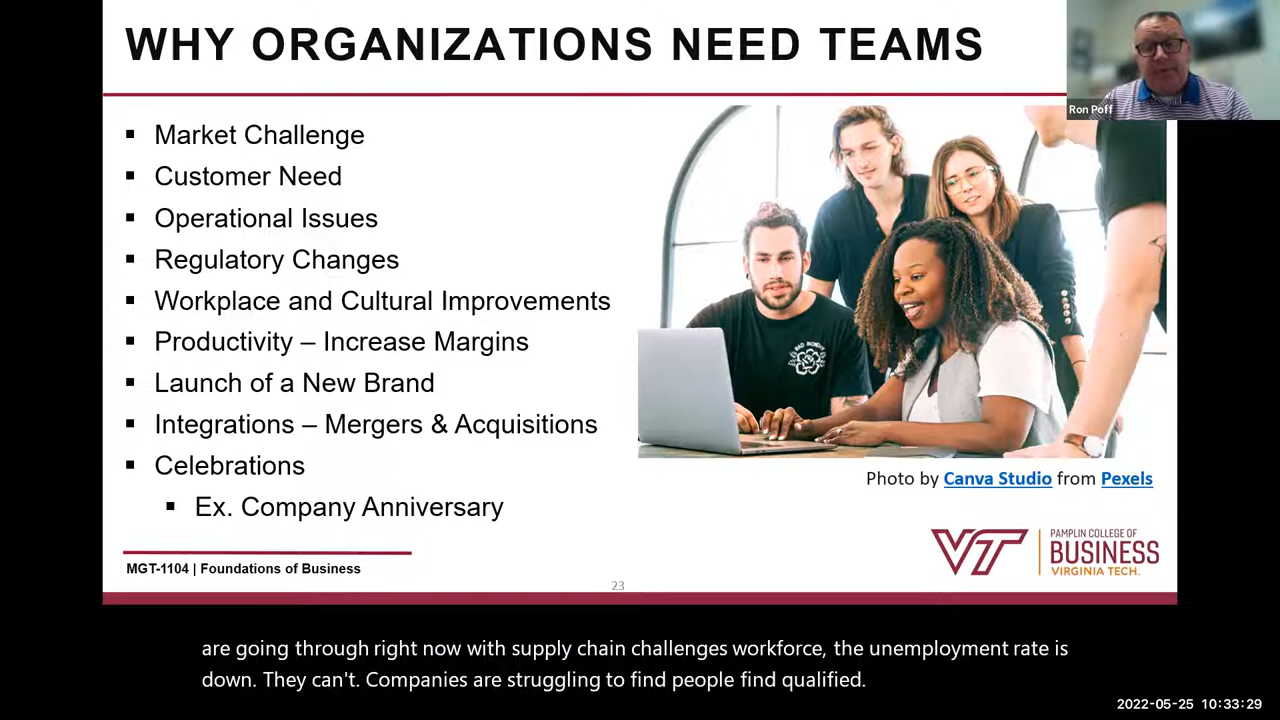 WHY ORGANIZATIONS NEED TEAMS
Ron Poff
▪ Market Challenge
▪ Customer Need
▪ Operational Issues
▪ Regulatory Changes
▪ Workplace and Cultural Improvements
▪ Productivity – Increase Margins
▪ Launch of a New Brand
▪ Integrations – Mergers & Acquisitions
▪ Celebrations
▪ Ex. Company Anniversary
BAD MONDAY
Photo by Canva Studio from Pexels
MGT-1104 | Foundations of Business
23
VT
PAMPLIN COLLEGE OF
BUSINESS
VIRGINIA TECH.
are going through right now with supply chain challenges workforce, the unemployment rate is
down. They can't. Companies are struggling to find people find qualified.
2022-05-25 10:33:29